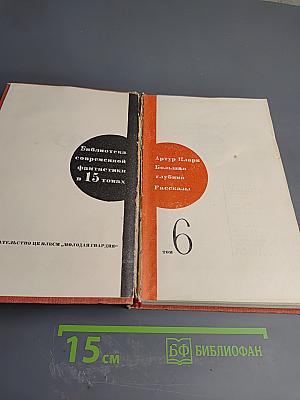 Библиотека
современной
фантастики
в 15 томах
АТЕЛЬСТВО ЦК ВЛКСМ „МОЛОДАЯ ГВАРДИЯ“
Артур Кларк
Большая
глубина
Рассказы
том 6
15 см
БФ БИБЛИОФАН